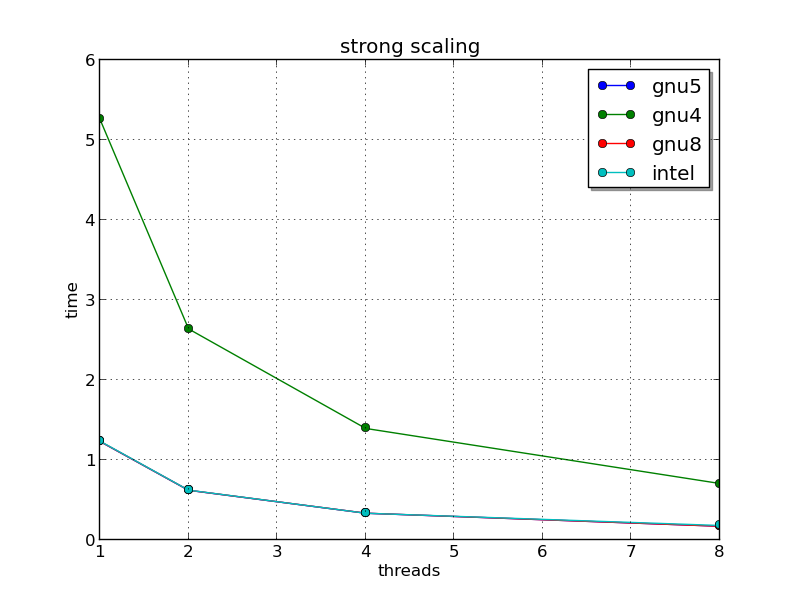 strong scaling
gnu5
gnu4
gnu8
intel
6
5
4
3
2
1
0
time
1 2 3 4 5 6 7 8
threads